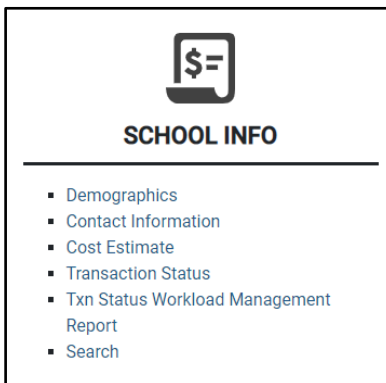 $
SCHOOL INFO
Demographics
Contact Information
Cost Estimate
Transaction Status
Txn Status Workload Management
Report
Search